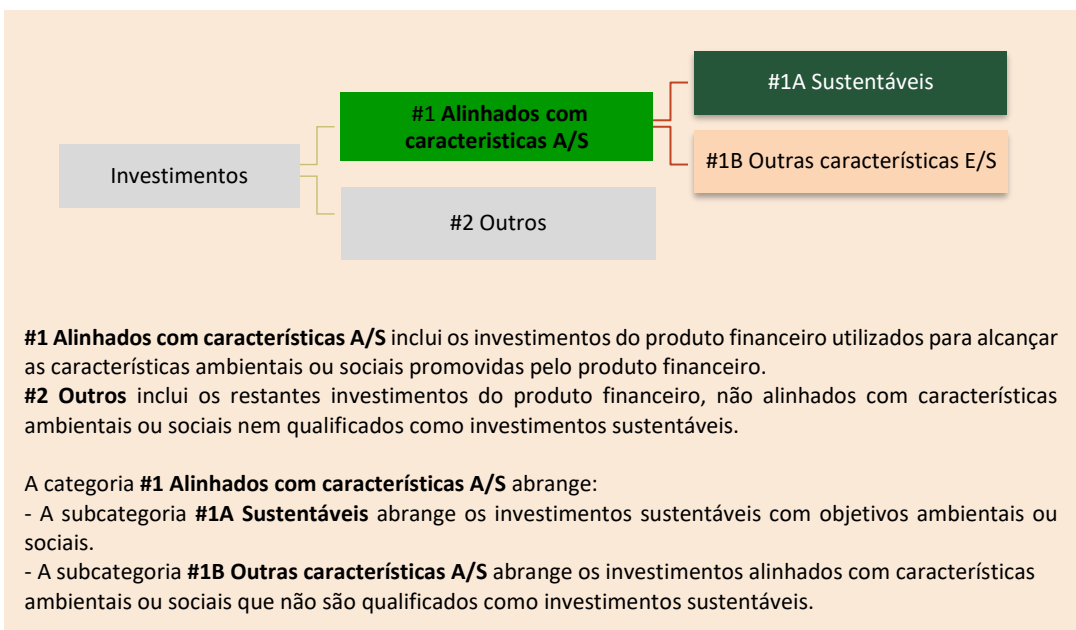 #1A Sustentáveis
#1 Alinhados com
caracteristicas A/S
#1B Outras características E/S
Investimentos
#2 Outros
#1 Alinhados com características A/S inclui os investimentos do produto financeiro utilizados para alcançar
as características ambientais ou sociais promovidas pelo produto financeiro.
#2 Outros inclui os restantes investimentos do produto financeiro, não alinhados com características
ambientais ou sociais nem qualificados como investimentos sustentáveis.
A categoria #1 Alinhados com características A/S abrange:
- A subcategoria #1A Sustentáveis abrange os investimentos sustentáveis com objetivos ambientais ou
sociais.
- A subcategoria #1B Outras características A/S abrange os investimentos alinhados com características
ambientais ou sociais que não são qualificados como investimentos sustentáveis.